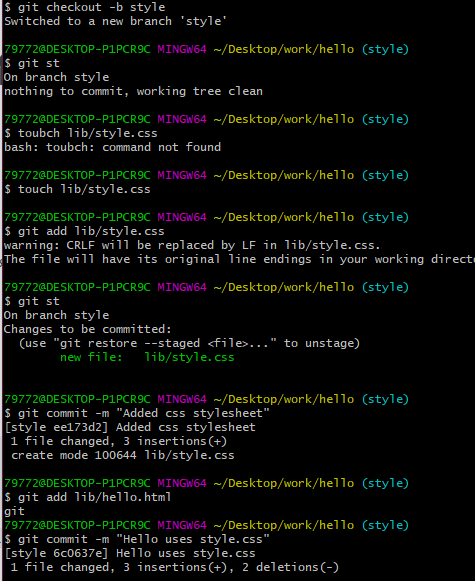 $ git checkout -b style
Switched to a new branch 'style'
79772@DESKTOP-P1PCR9C MINGW64 ~/Desktop/work/hello (style)
$ git st
On branch style
nothing to commit, working tree clean
79772@DESKTOP-P1PCR9C MINGW64 ~/Desktop/work/hello (style)
$ toubch lib/style.css
bash: toubch: command not found
79772@DESKTOP-P1PCR9C MINGW64 ~/Desktop/work/hello (style)
$ touch lib/style.css
79772@DESKTOP-P1PCR9C MINGW64 ~/Desktop/work/hello (style)
$ git add lib/style.css
warning: CRLF will be replaced by LF in lib/style.css.
The file will have its original line endings in your working directo
79772@DESKTOP-P1PCR9C MINGW64 ~/Desktop/work/hello (style)
$ git st
On branch style
Changes to be committed:
  (use "git restore --staged <file>..." to unstage)
        new file:   lib/style.css
79772@DESKTOP-P1PCR9C MINGW64 ~/Desktop/work/hello (style)
$ git commit -m "Added css stylesheet"
[style ee173d2] Added css stylesheet
 1 file changed, 3 insertions(+)
 create mode 100644 lib/style.css
79772@DESKTOP-P1PCR9C MINGW64 ~/Desktop/work/hello (style)
$ git add lib/hello.html
git
79772@DESKTOP-P1PCR9C MINGW64 ~/Desktop/work/hello (style)
$ git commit -m "Hello uses style.css"
[style 6c0637e] Hello uses style.css
 1 file changed, 3 insertions(+), 2 deletions(-)